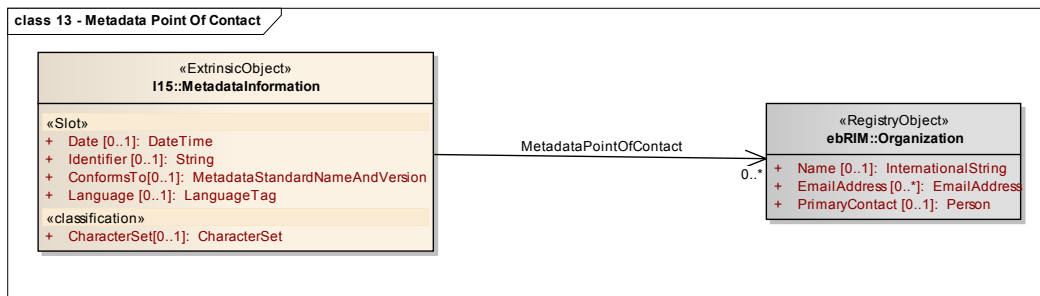 class 13 - Metadata Point Of Contact
«ExtrinsicObject»
I15::MetadataInformation
«Slot»
+ Date [0..1]: DateTime
+ Identifier [0..1]: String
+ ConformsTo[0..1]: MetadataStandardNameAndVersion
+ Language [0..1]: LanguageTag
«classification»
+ CharacterSet[0..1]: CharacterSet
MetadataPointOfContact
0..*
«RegistryObject»
ebRIM::Organization
+ Name [0..1]: InternationalString
+ EmailAddress [0..*]: EmailAddress
+ PrimaryContact [0..1]: Person